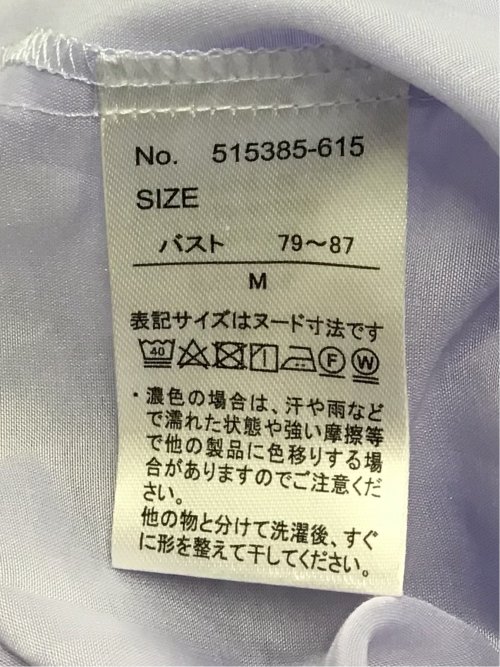 No. 515385-615
SIZE
バスト 79～87
M
表記サイズはヌード寸法です
40 F W
・濃色の場合は、汗や雨など
で濡れた状態や強い摩擦等
で他の製品に色移りする場
合がありますのでご注意くだ
さい。
他の物と分けて洗濯後、すぐ
に形を整えて干してください。